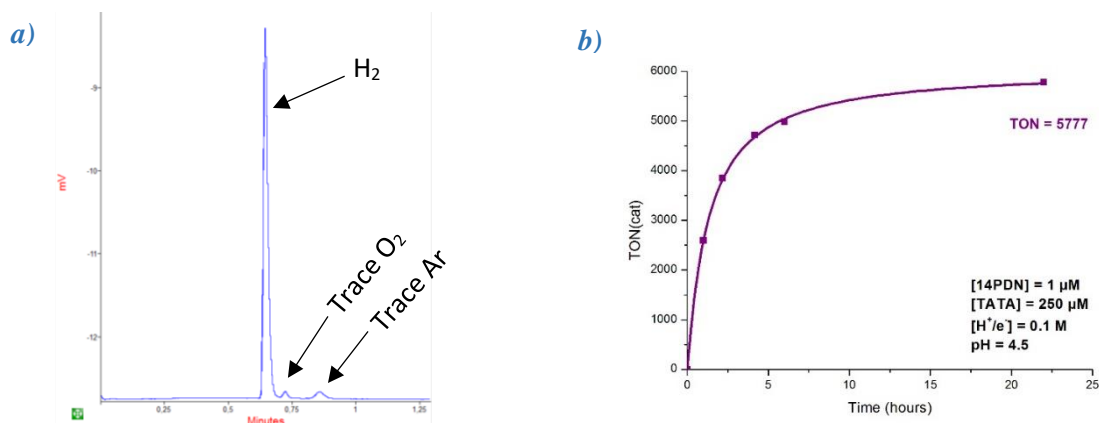 a)
H₂
Trace O₂
Trace Ar
mV
-9
-10
-11
-12
0.25
0.5
0.75
1
1.25
Minutes
b)
TON(cat)
6000
5000
4000
3000
2000
1000
0
TON = 5777
[14PDN] = 1 µM
[TATA] = 250 µM
[H⁺/e⁻] = 0.1 M
pH = 4.5
0
5
10
15
20
25
Time (hours)